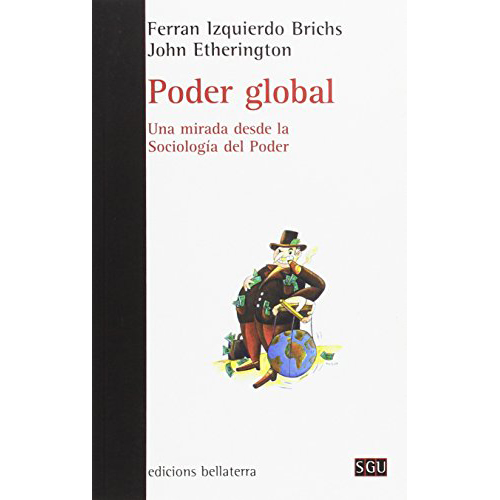 Ferran Izquierdo Brichs
John Etherington
Poder global
Una mirada desde la
Sociología del Poder
edicions bellaterra
SGU